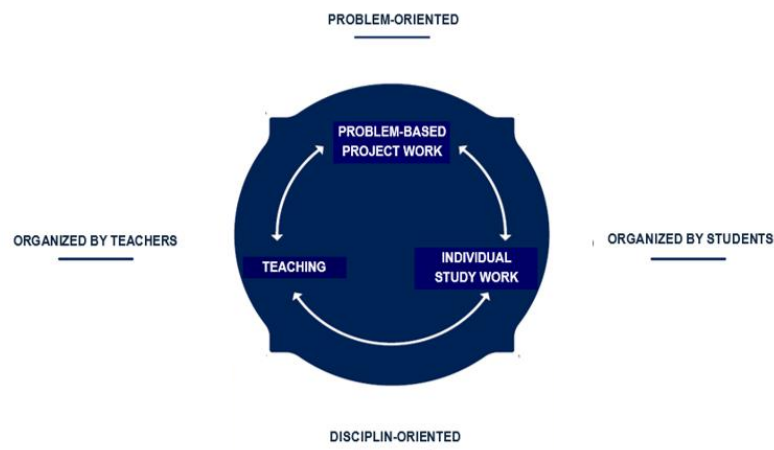 PROBLEM-ORIENTED
PROBLEM-BASED
PROJECT WORK
ORGANIZED BY TEACHERS
ORGANIZED BY STUDENTS
TEACHING
INDIVIDUAL
STUDY WORK
DISCIPLIN-ORIENTED